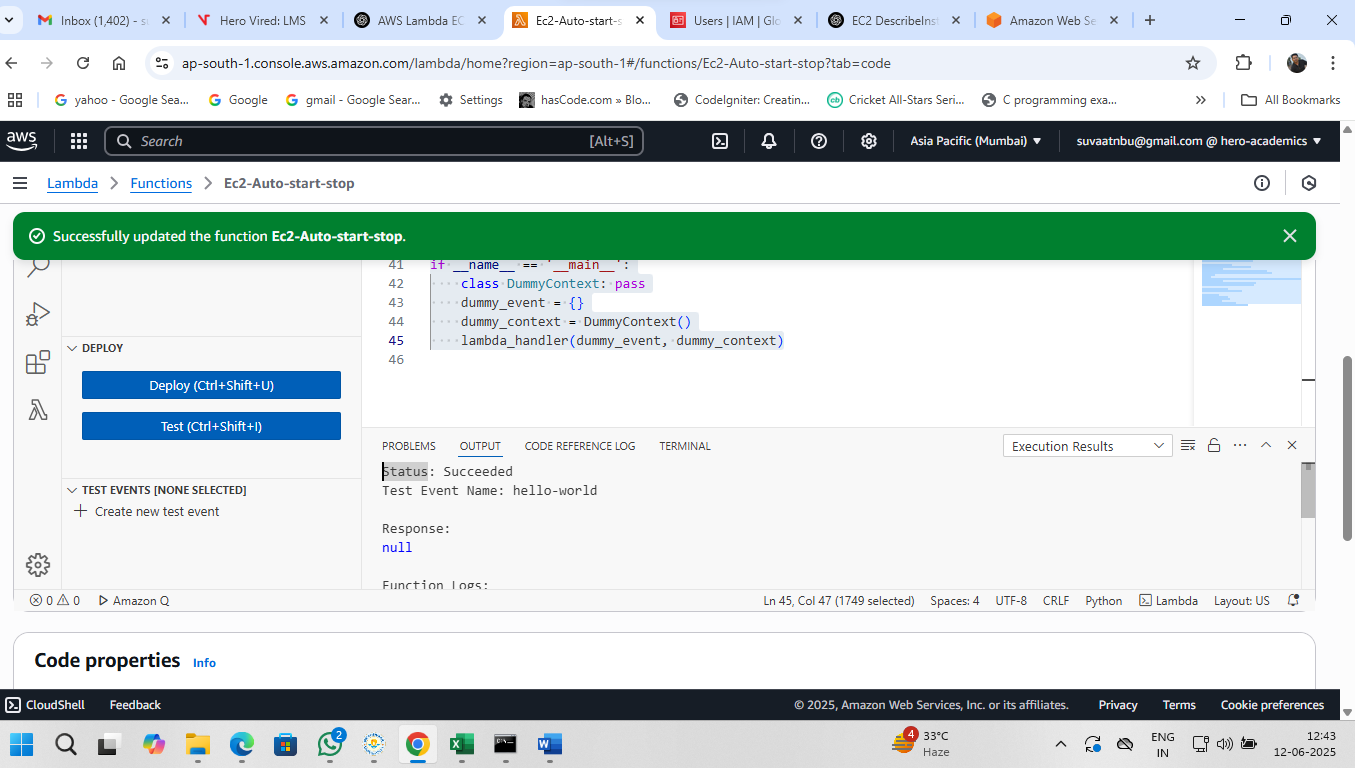 Inbox (1,402) - s
Hero Vired: LMS
AWS Lambda EC
Ec2-Auto-start-s
Users | IAM | Glo
EC2 DescribeInst
Amazon Web Se
ap-south-1.console.aws.amazon.com/lambda/home?region=ap-south-1#/functions/Ec2-Auto-start-stop?tab=code
yahoo - Google Sea...
Google
gmail - Google Sear...
Settings
hasCode.com » Blo...
CodeIgniter: Creatin...
Cricket All-Stars Seri...
C programming exa...
All Bookmarks
aws
Search
[Alt+S]
Asia Pacific (Mumbai)
suvaatnbu@gmail.com @ hero-academics
Lambda
Functions
Ec2-Auto-start-stop
Successfully updated the function Ec2-Auto-start-stop.
41 if __name__ == '__main__':
42 class DummyContext: pass
43 dummy_event = {}
44 dummy_context = DummyContext()
45 lambda_handler(dummy_event, dummy_context)
46
DEPLOY
Deploy (Ctrl+Shift+U)
Test (Ctrl+Shift+I)
TEST EVENTS [NONE SELECTED]
Create new test event
PROBLEMS
OUTPUT
CODE REFERENCE LOG
TERMINAL
Execution Results
Status: Succeeded
Test Event Name: hello-world
Response:
null
Function Logs:
0 0
Amazon Q
Ln 45, Col 47 (1749 selected)
Spaces: 4
UTF-8
CRLF
Python
Lambda
Layout: US
Code properties
Info
CloudShell
Feedback
© 2025, Amazon Web Services, Inc. or its affiliates.
Privacy
Terms
Cookie preferences
2
4
33°C
Haze
ENG
IN
12:43
12-06-2025